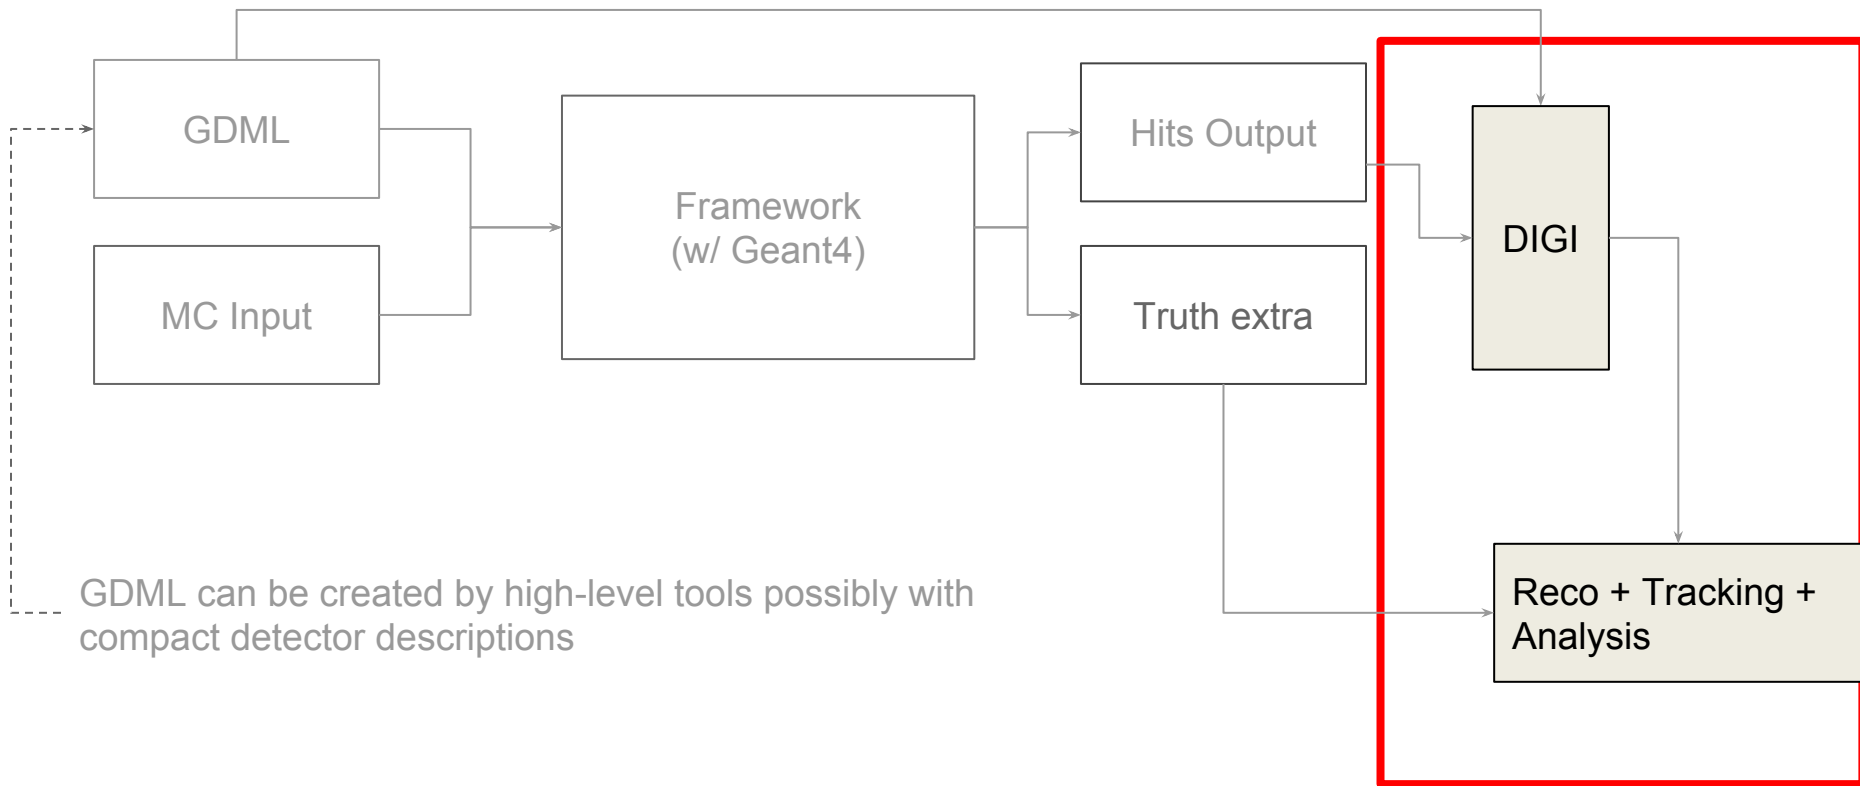 GDML
MC Input
Framework
(w/ Geant4)
Hits Output
Truth extra
DIGI
Reco + Tracking +
Analysis
GDML can be created by high-level tools possibly with
compact detector descriptions